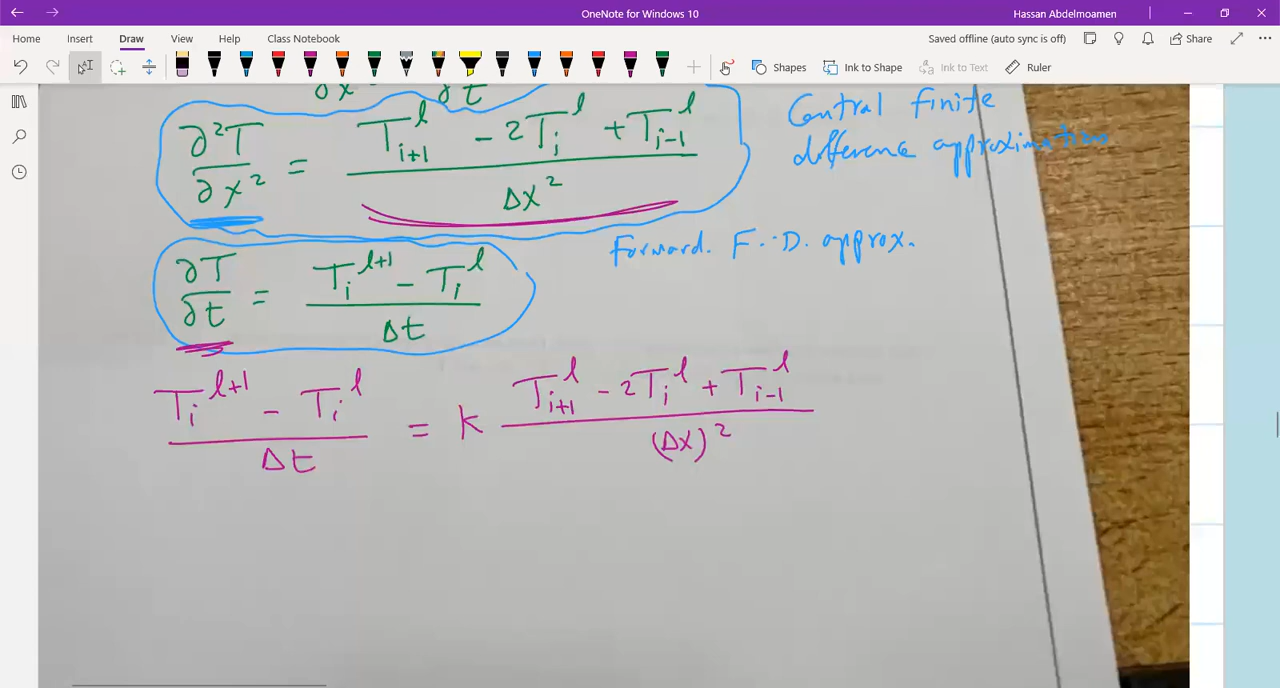 OneNote for Windows 10
Hassan Abdelmoamen
Home Insert Draw View Help Class Notebook
Saved offline (auto sync is off)
Share
Shapes Ink to Shape Ink to Text Ruler
∂x ∂t
∂²T/∂x² = (T_{i+1}^l - 2T_i^l + T_{i-1}^l)/Δx²
Central finite
difference approximation
∂T/∂t = (T_i^{l+1} - T_i^l)/Δt
Forward. F.D. approx.
(T_i^{l+1} - T_i^l)/Δt = k (T_{i+1}^l - 2T_i^l + T_{i-1}^l)/(Δx)²